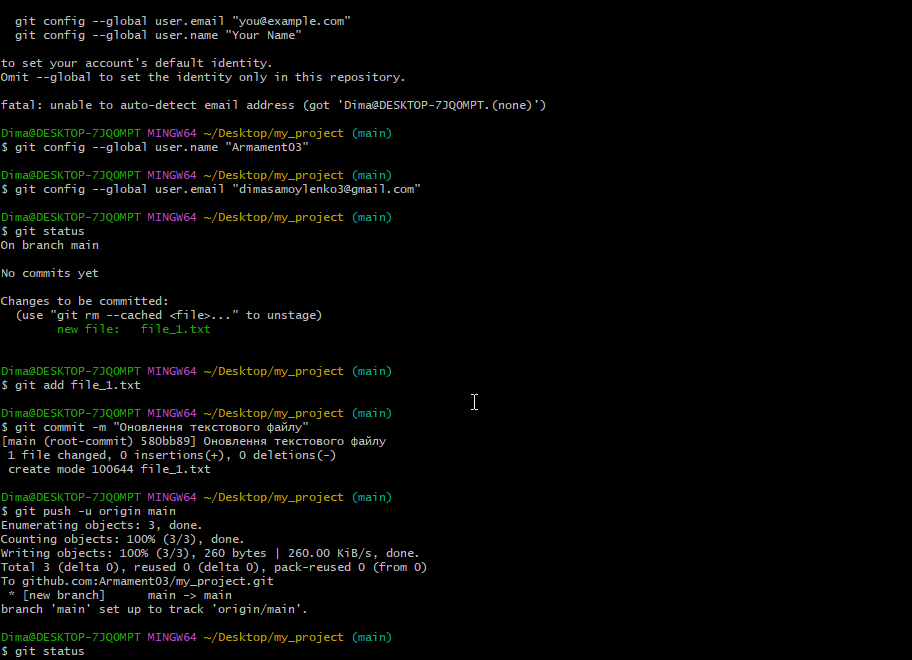 git config --global user.email "you@example.com"
git config --global user.name "Your Name"
to set your account's default identity.
Omit --global to set the identity only in this repository.
fatal: unable to auto-detect email address (got 'Dima@DESKTOP-7JQOMPT.(none)')
Dima@DESKTOP-7JQOMPT MINGW64 ~/Desktop/my_project (main)
$ git config --global user.name "Armament03"
Dima@DESKTOP-7JQOMPT MINGW64 ~/Desktop/my_project (main)
$ git config --global user.email "dimasamoylenko3@gmail.com"
Dima@DESKTOP-7JQOMPT MINGW64 ~/Desktop/my_project (main)
$ git status
On branch main
No commits yet
Changes to be committed:
(use "git rm --cached <file>..." to unstage)
new file:   file_1.txt
Dima@DESKTOP-7JQOMPT MINGW64 ~/Desktop/my_project (main)
$ git add file_1.txt
Dima@DESKTOP-7JQOMPT MINGW64 ~/Desktop/my_project (main)
$ git commit -m "Оновлення текстового файлу"
[main (root-commit) 580bb89] Оновлення текстового файлу
1 file changed, 0 insertions(+), 0 deletions(-)
create mode 100644 file_1.txt
Dima@DESKTOP-7JQOMPT MINGW64 ~/Desktop/my_project (main)
$ git push -u origin main
Enumerating objects: 3, done.
Counting objects: 100% (3/3), done.
Writing objects: 100% (3/3), 260 bytes | 260.00 KiB/s, done.
Total 3 (delta 0), reused 0 (delta 0), pack-reused 0 (from 0)
To github.com:Armament03/my_project.git
* [new branch]      main -> main
branch 'main' set up to track 'origin/main'.
Dima@DESKTOP-7JQOMPT MINGW64 ~/Desktop/my_project (main)
$ git status